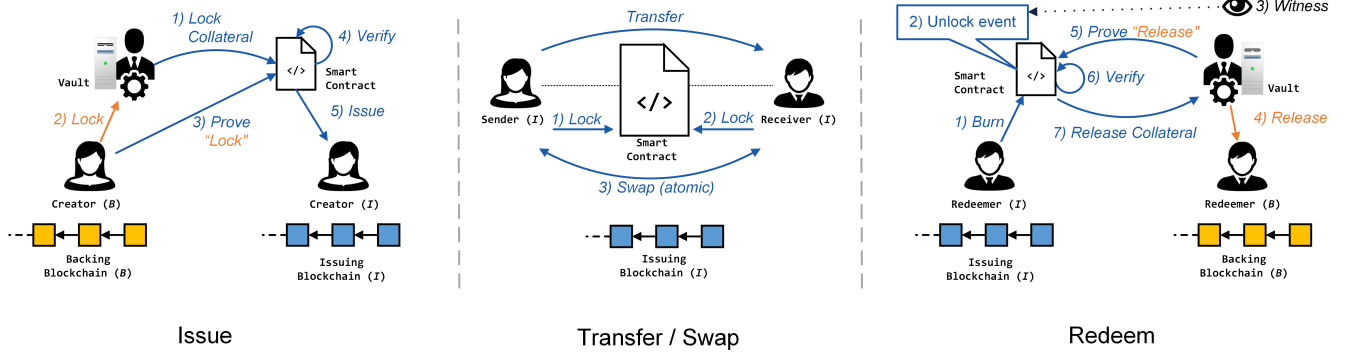 1) Lock
Collateral
4) Verify
</>
Vault
Smart
Contract
2) Lock
3) Prove
“Lock"
5) Issue
Creator (B)
Creator (I)
Backing
Blockchain (B)
Issuing
Blockchain (I)
Issue
Transfer
</>
Sender (I)
Receiver (I)
1) Lock
2) Lock
Smart
Contract
3) Swap (atomic)
Issuing
Blockchain (I)
Transfer / Swap
3) Witness
2) Unlock event
5) Prove “Release"
</>
Smart
Contract
6) Verify
Vault
1) Burn
7) Release Collateral
4) Release
Redeemer (I)
Redeemer (B)
Issuing
Blockchain (I)
Backing
Blockchain (B)
Redeem